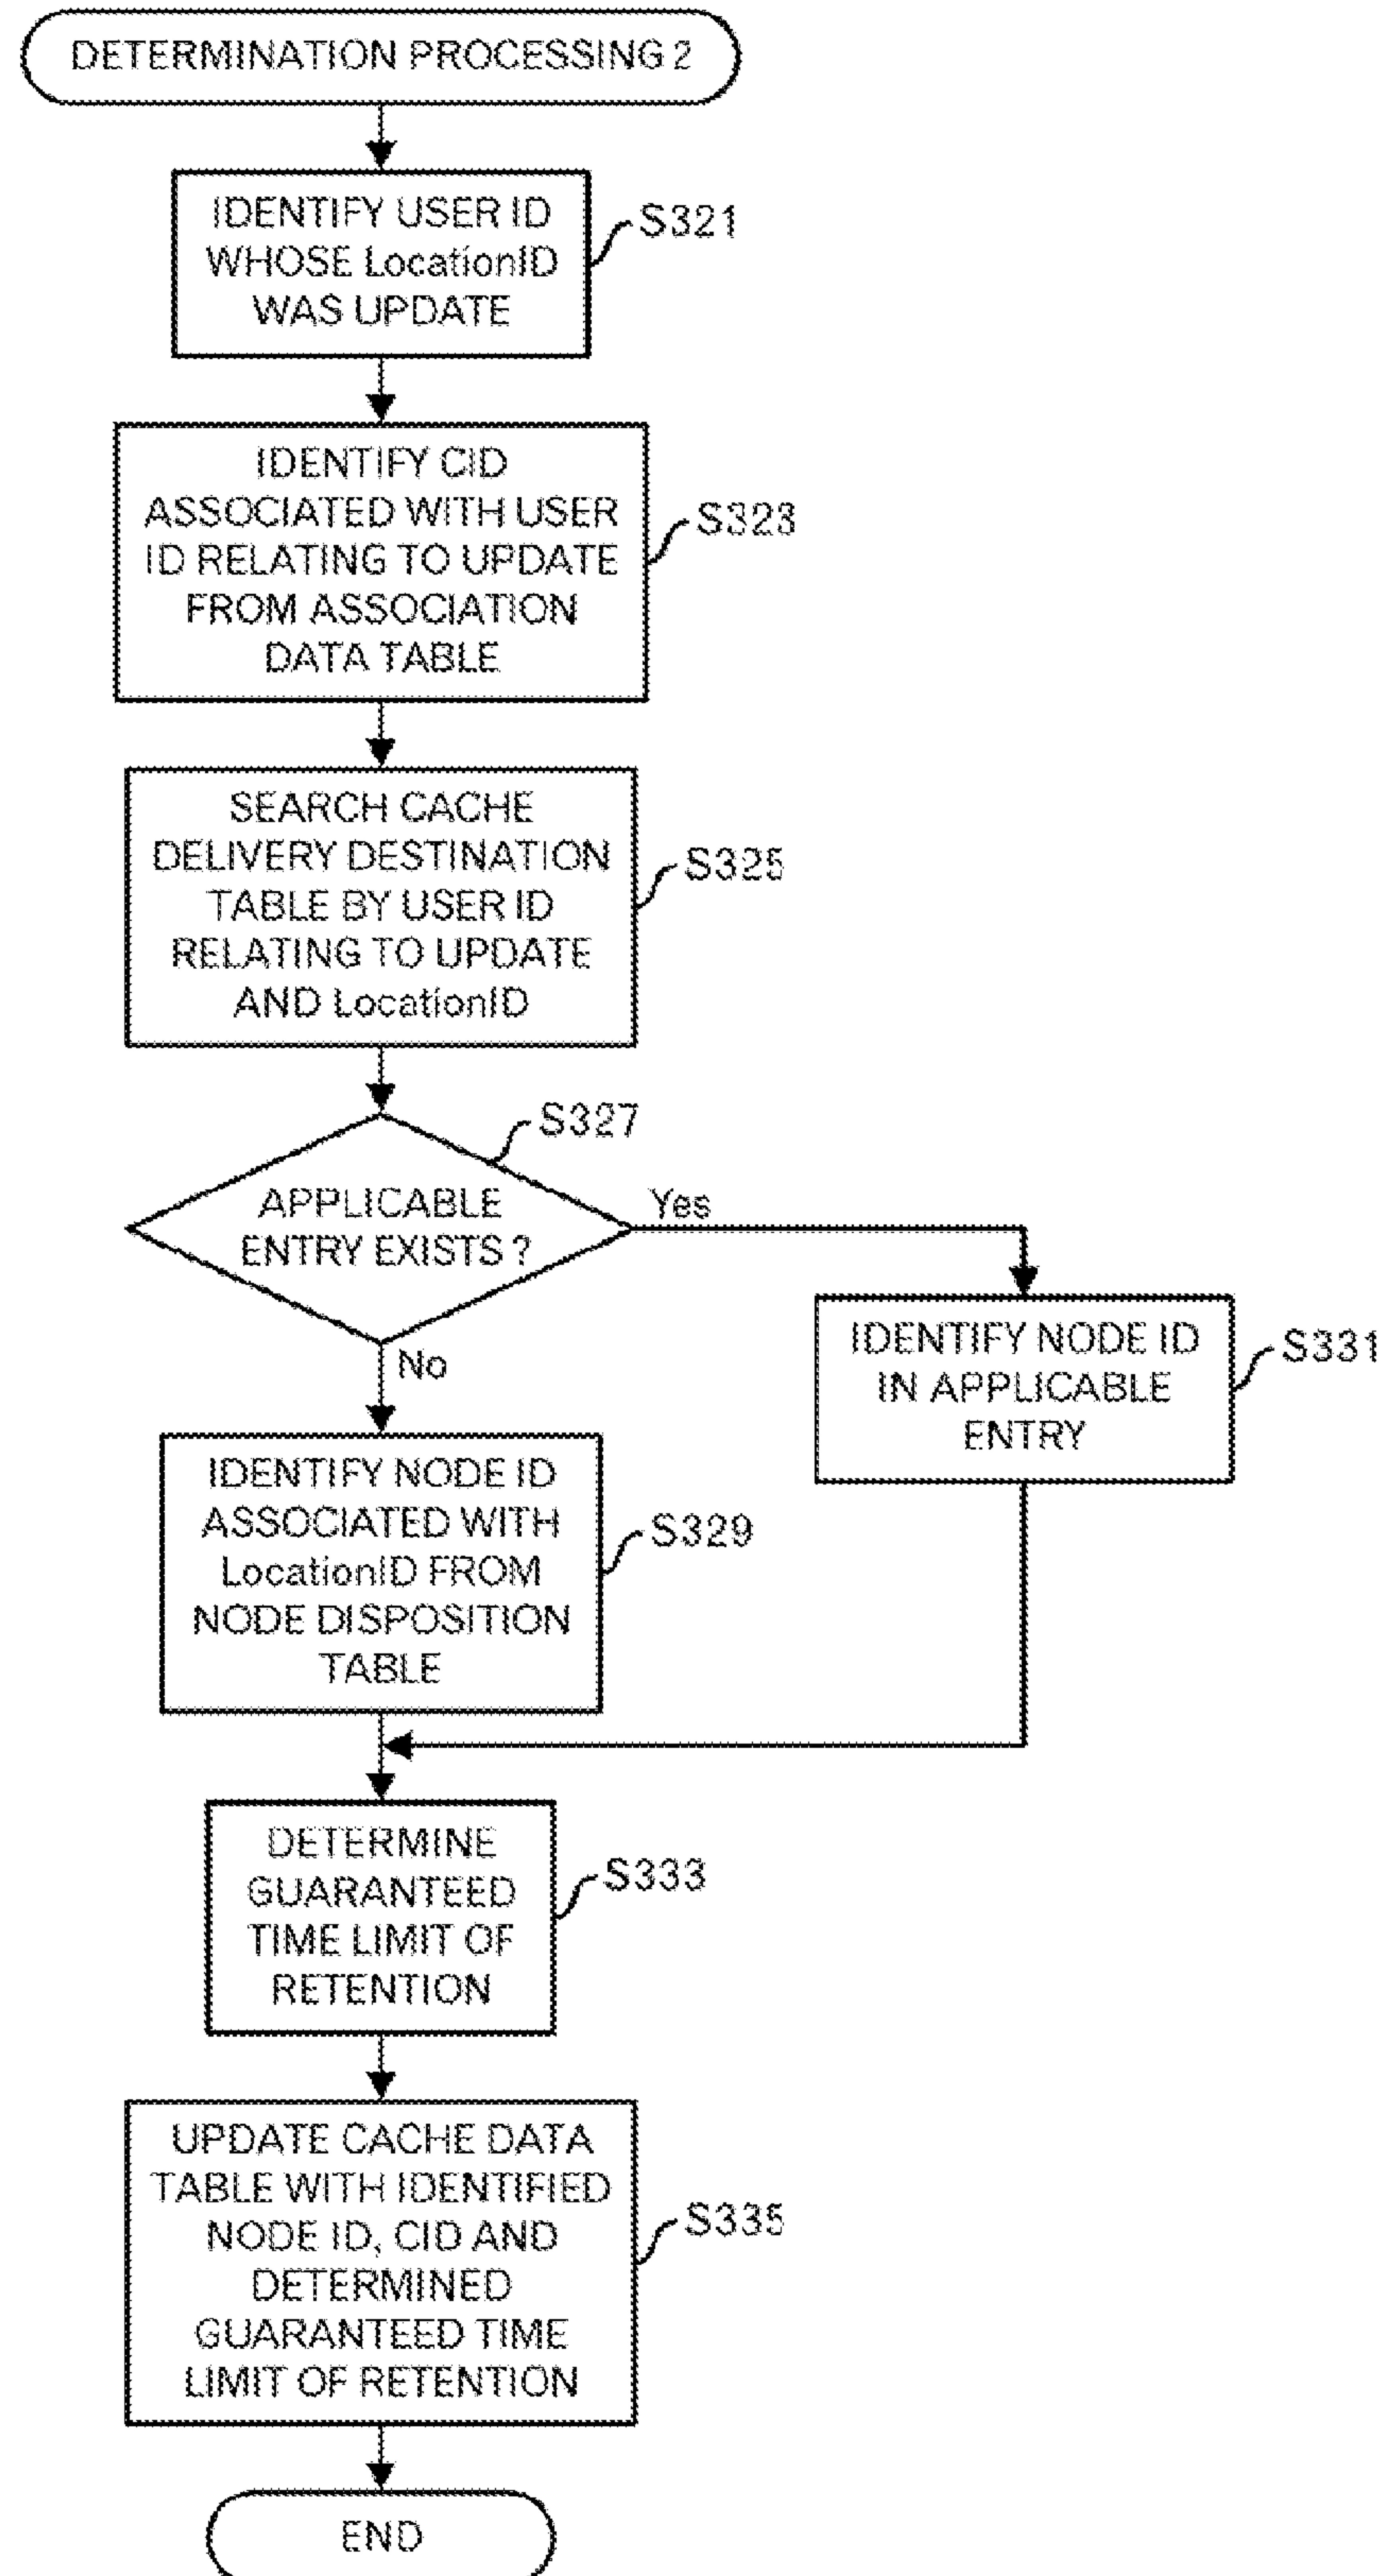 DETERMINATION PROCESSING 2
IDENTIFY USER ID
WHOSE LocationID
WAS UPDATE
S321
IDENTIFY CID
ASSOCIATED WITH USER
ID RELATING TO UPDATE
FROM ASSOCIATION
DATA TABLE
S323
SEARCH CACHE
DELIVERY DESTINATION
TABLE BY USER ID
RELATING TO UPDATE
AND LocationID
S325
S327
APPLICABLE
ENTRY EXISTS ?
Yes
No
IDENTIFY NODE ID
IN APPLICABLE
ENTRY
S331
IDENTIFY NODE ID
ASSOCIATED WITH
LocationID FROM
NODE DISPOSITION
TABLE
S329
DETERMINE
GUARANTEED
TIME LIMIT OF
RETENTION
S333
UPDATE CACHE DATA
TABLE WITH IDENTIFIED
NODE ID, CID AND
DETERMINED
GUARANTEED TIME
LIMIT OF RETENTION
S335
END